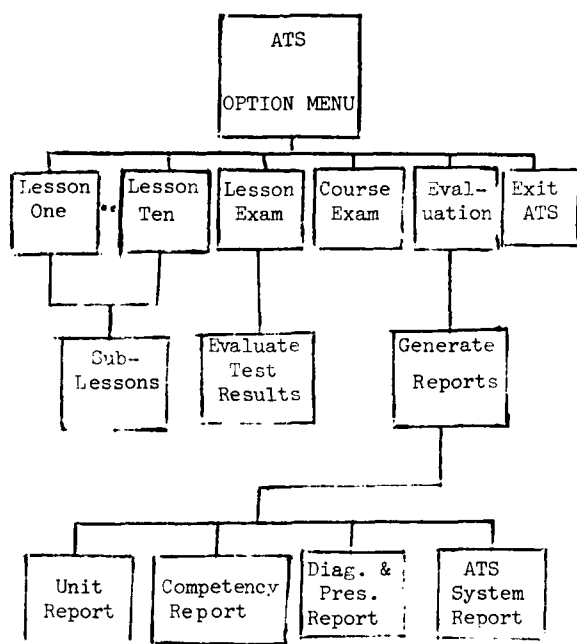 ATS
OPTION MENU
Lesson
One
..
Lesson
Ten
Lesson
Exam
Course
Exam
Eval-
uation
Exit
ATS
Sub-
Lessons
Evaluate
Test
Results
Generate
Reports
Unit
Report
Competency
Report
Diag. &
Pres.
Report
ATS
System
Report